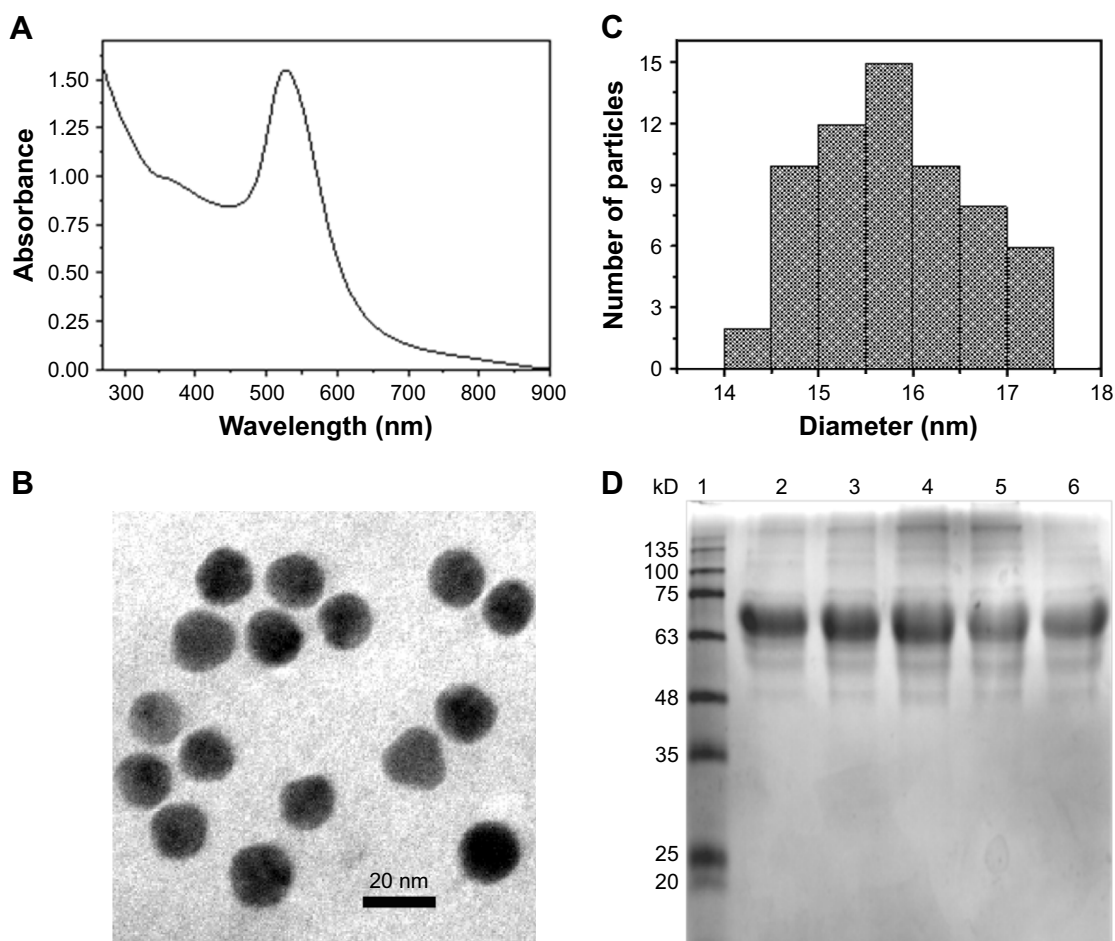 A
Absorbance
1.50
1.25
1.00
0.75
0.50
0.25
0.00
300 400 500 600 700 800 900
Wavelength (nm)
C
Number of particles
15
12
9
6
3
0
14 15 16 17 18
Diameter (nm)
B
20 nm
D
kD 1 2 3 4 5 6
135
100
75
63
48
35
25
20